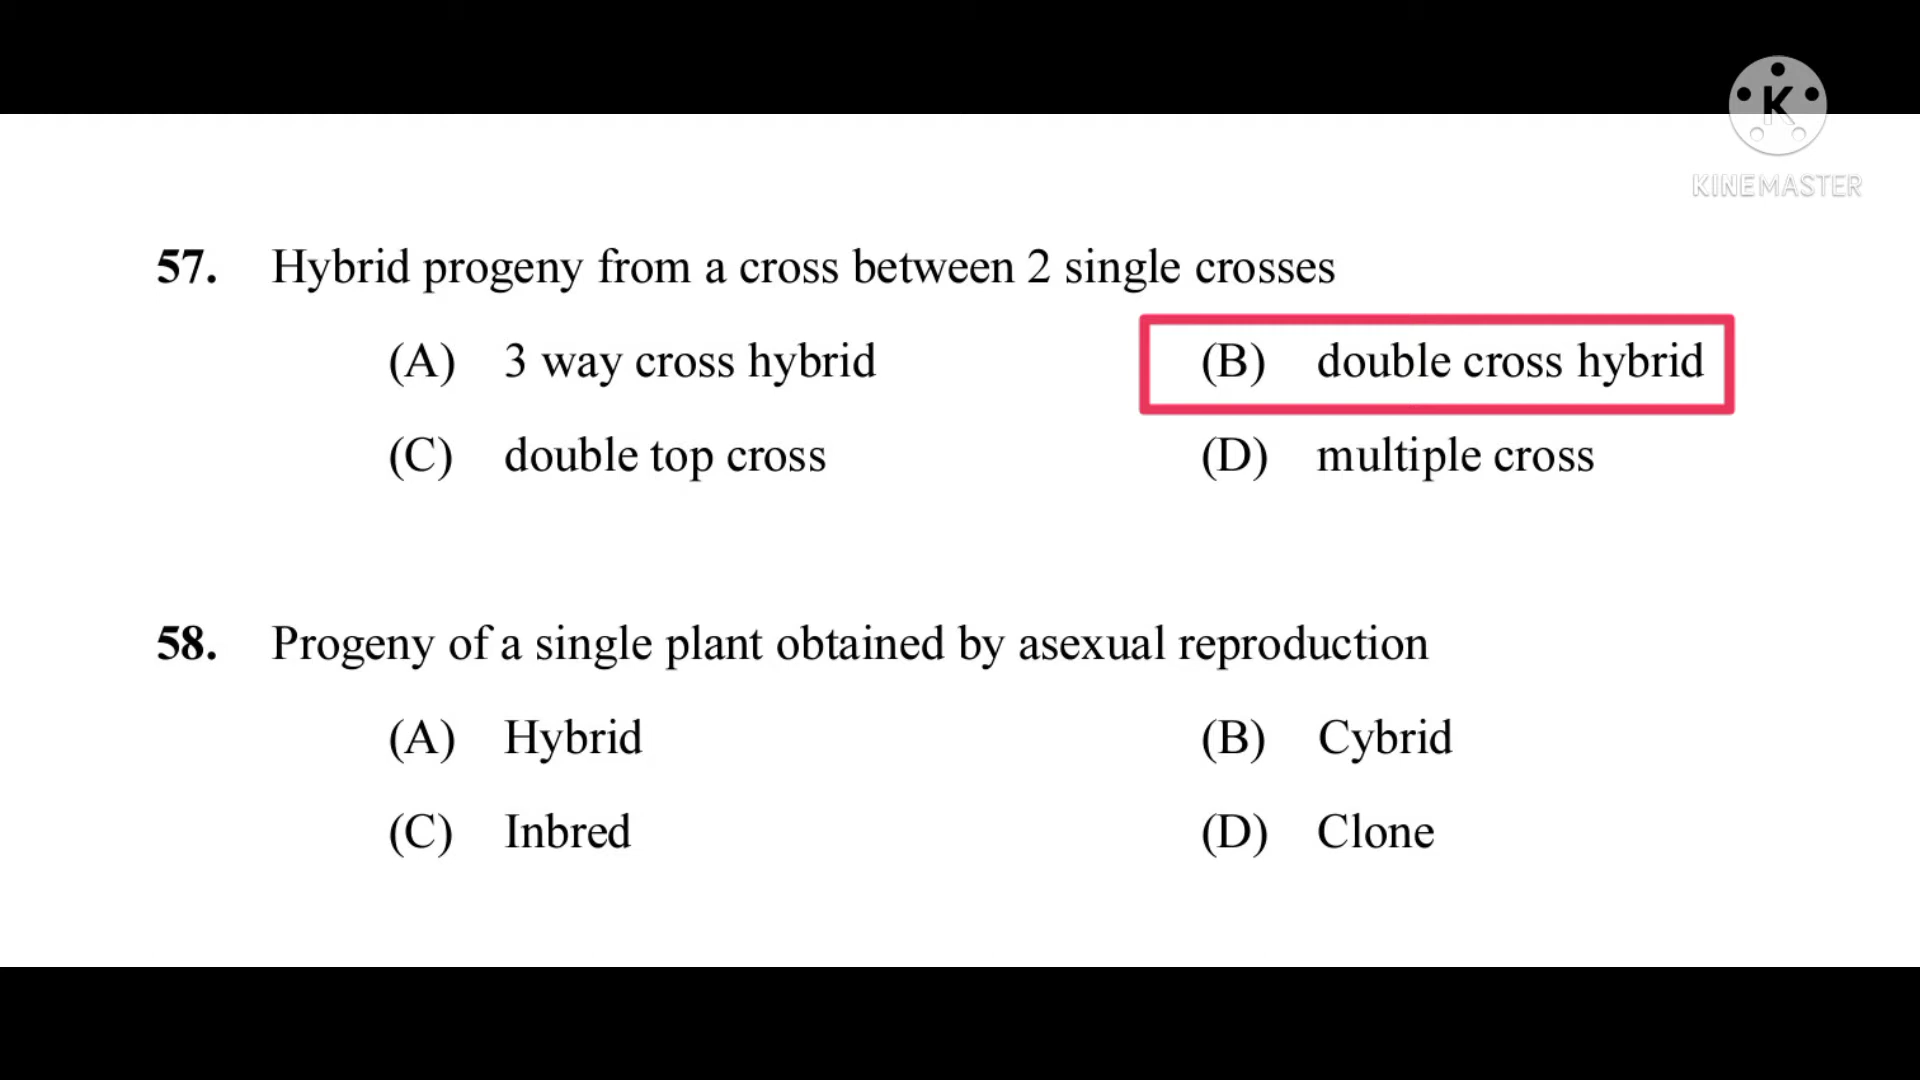 K
KINEMASTER
57. Hybrid progeny from a cross between 2 single crosses
(A) 3 way cross hybrid (B) double cross hybrid
(C) double top cross (D) multiple cross
58. Progeny of a single plant obtained by asexual reproduction
(A) Hybrid (B) Cybrid
(C) Inbred (D) Clone